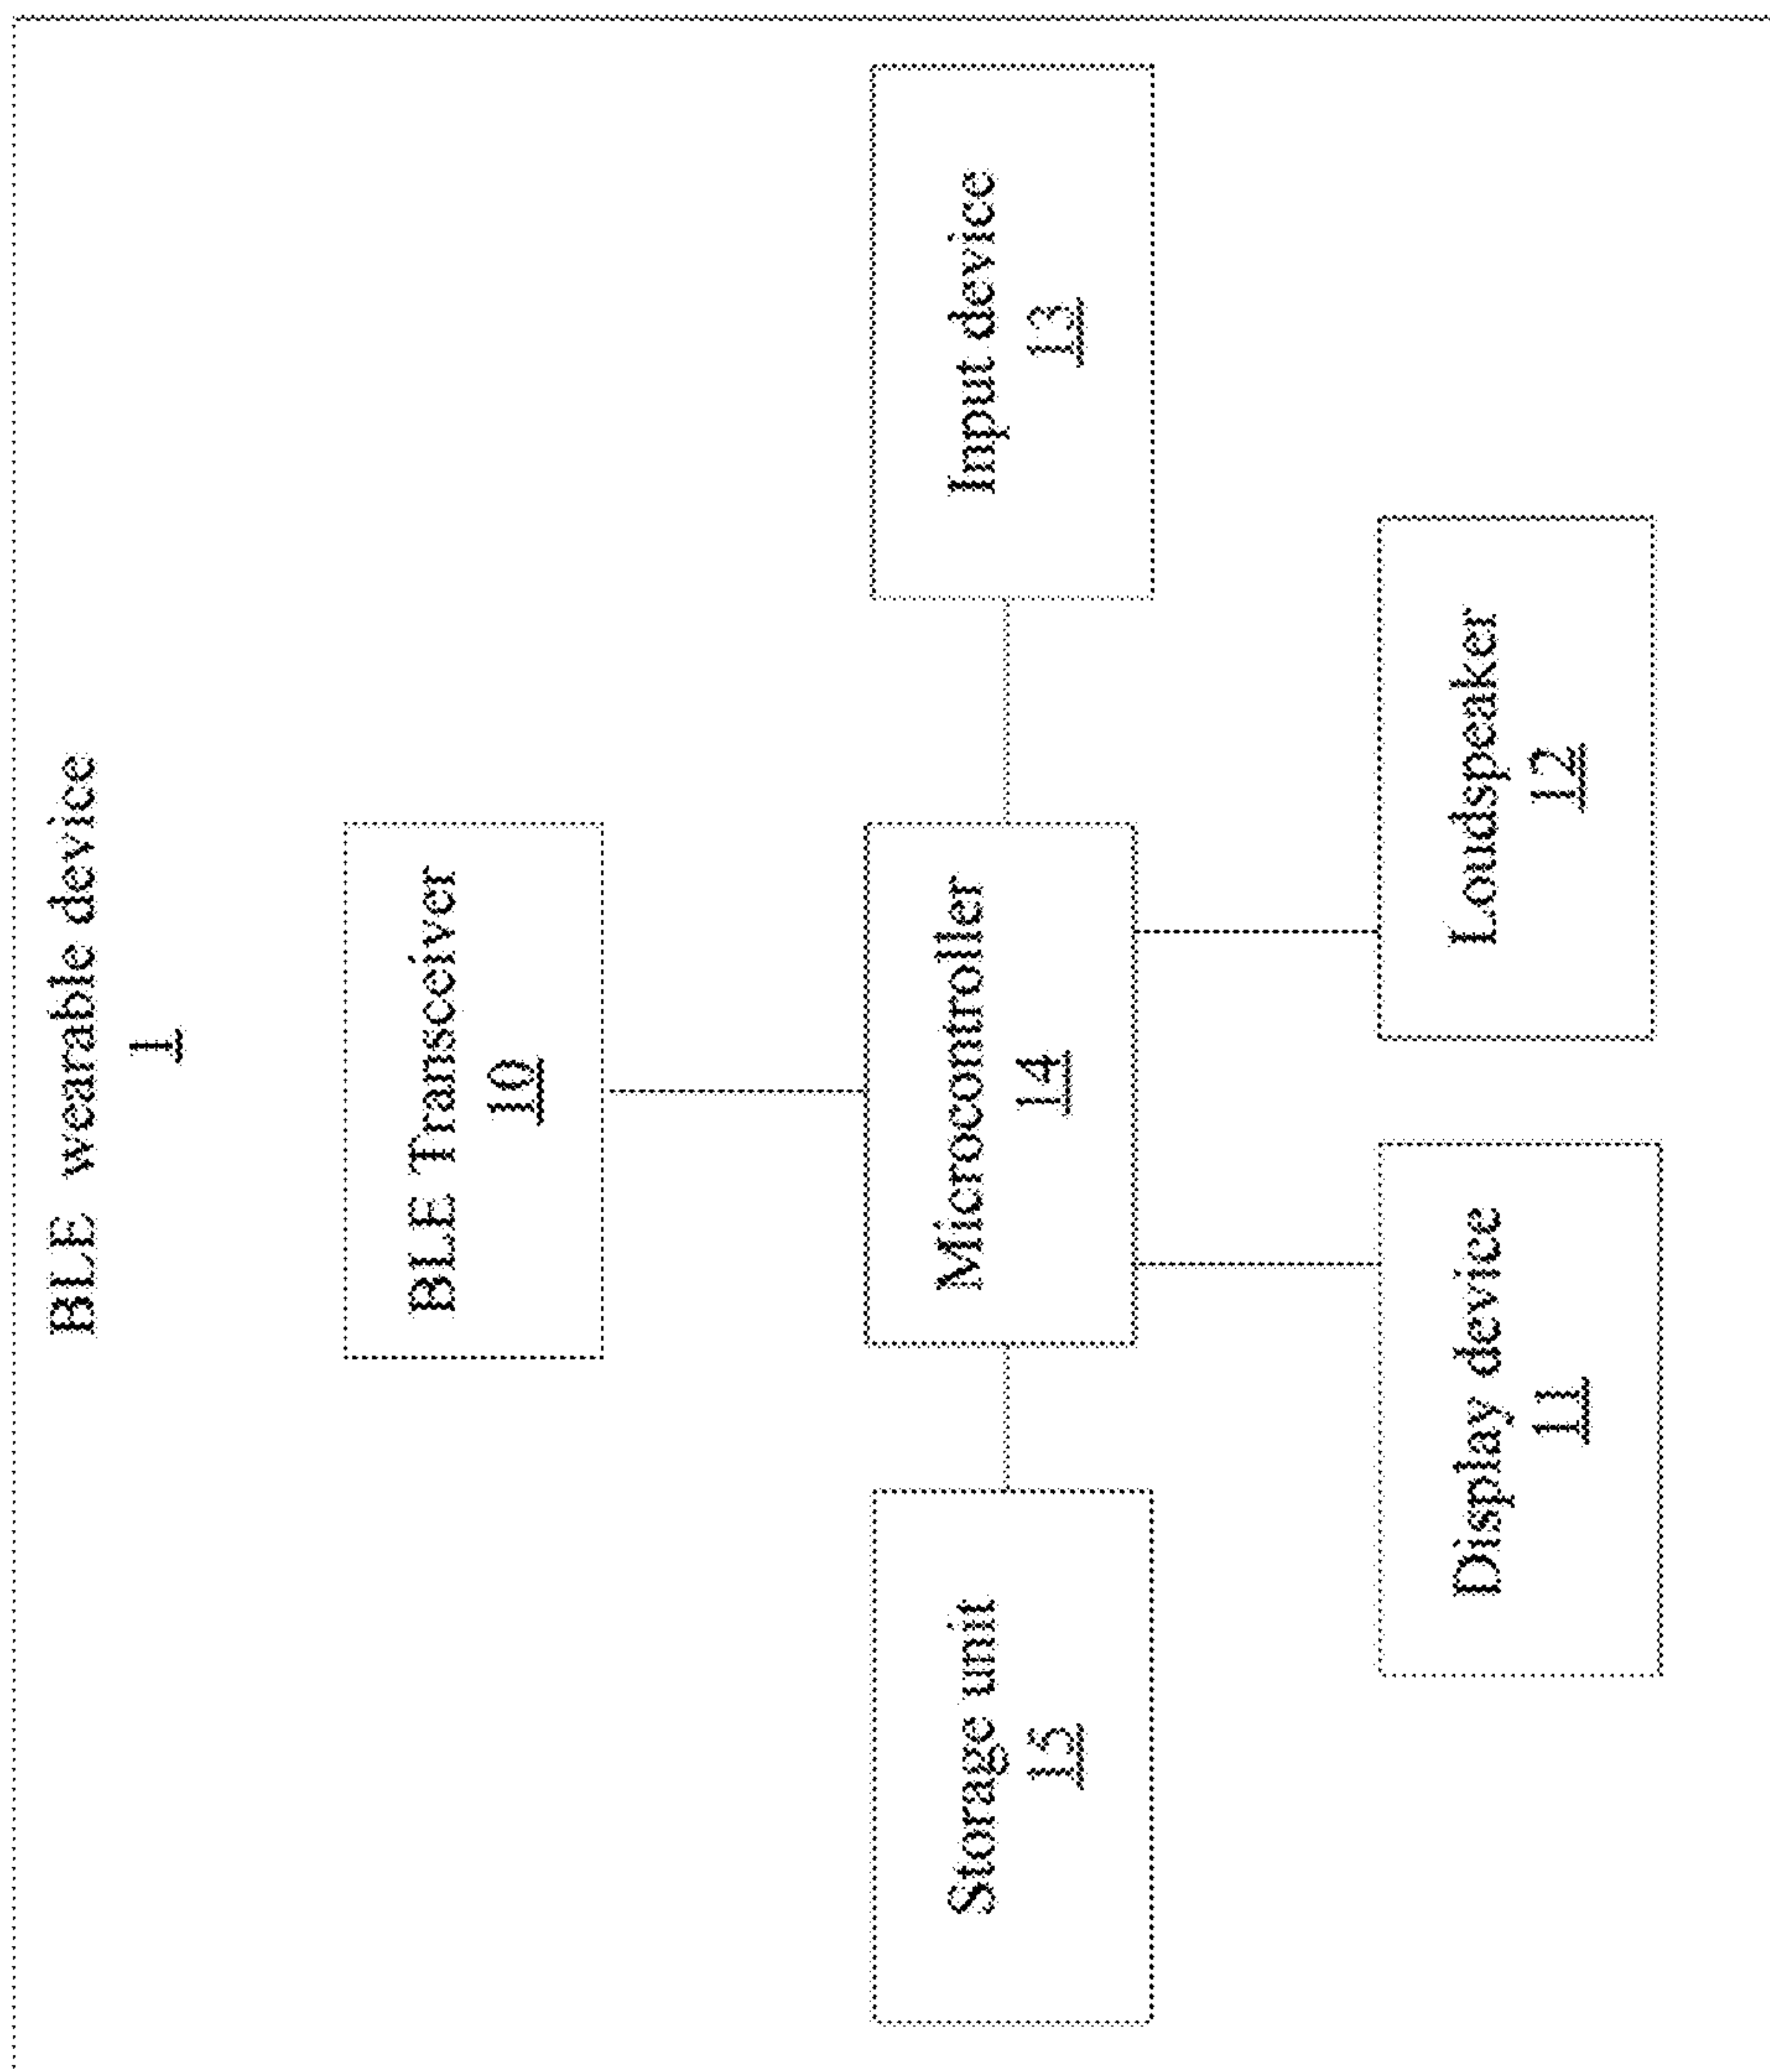 BLE wearable device
1
BLE Transceiver
10
Storage unit
15
Microcontroller
14
Input device
13
Display device
11
Loudspeaker
12